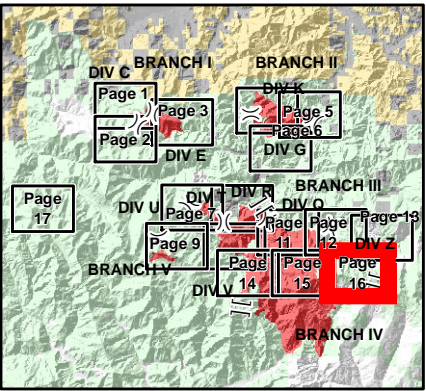 BRANCH I
BRANCH II
DIV C
DIV K
Page 1
Page 3
Page 5
Page 2
Page 6
DIV E
DIV G
BRANCH III
Page
17
DIV U
DIV R
DIV Q
Page 7
Page
11
Page
12
Page 13
Page 9
DIV Z
BRANCH V
Page
14
Page
15
Page
16
DIV V
BRANCH IV